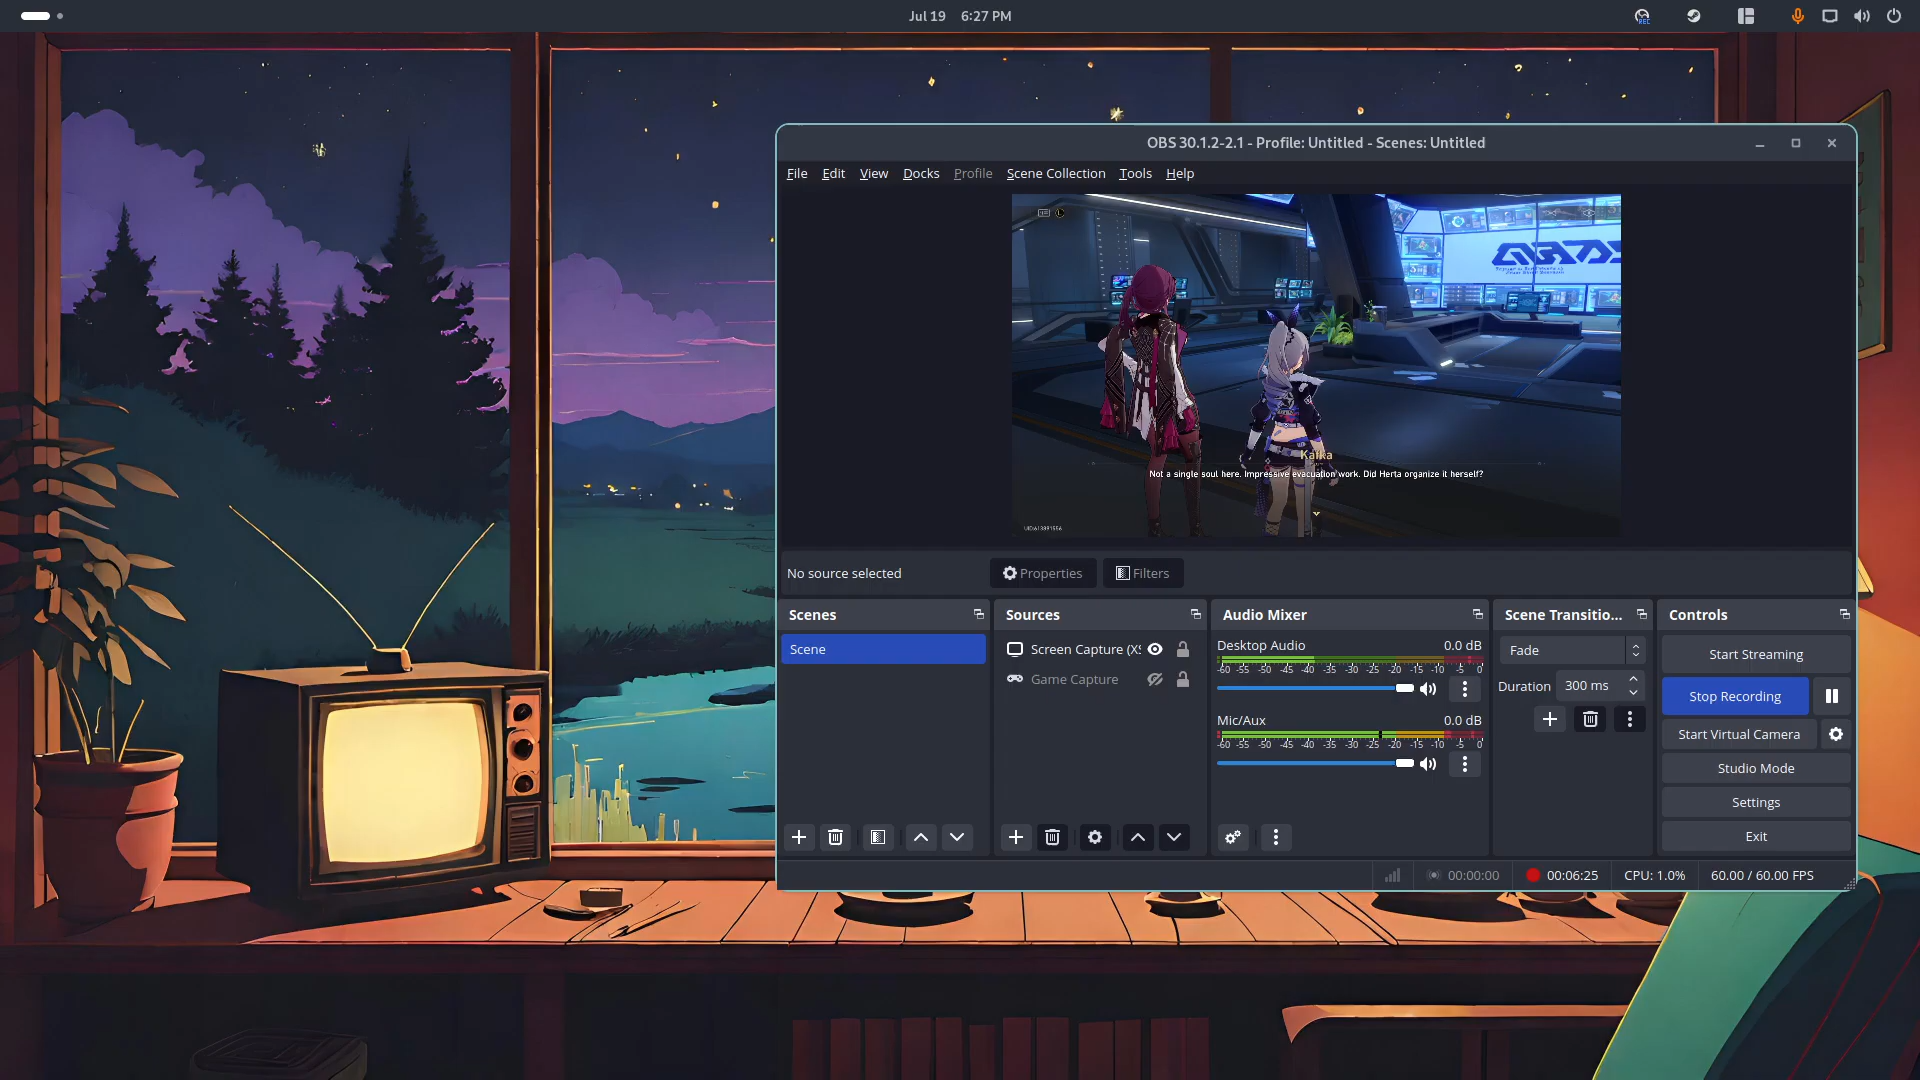 Jul 19 6:27 PM
REC
OBS 30.1.2-2.1 - Profile: Untitled - Scenes: Untitled
File Edit View Docks Profile Scene Collection Tools Help
Kafka
Not a single soul here. Impressive evacuation work. Did Herta organize it herself?
No source selected Properties Filters
Scenes
Scene
Sources
Screen Capture (XS
Game Capture
Audio Mixer
Desktop Audio 0.0 dB
-60 -55 -50 -45 -40 -35 -30 -25 -20 -15 -10 -5 0
Mic/Aux 0.0 dB
-60 -55 -50 -45 -40 -35 -30 -25 -20 -15 -10 -5 0
Scene Transitio...
Fade
Duration 300 ms
Controls
Start Streaming
Stop Recording
Start Virtual Camera
Studio Mode
Settings
Exit
00:00:00 00:06:25 CPU: 1.0% 60.00 / 60.00 FPS